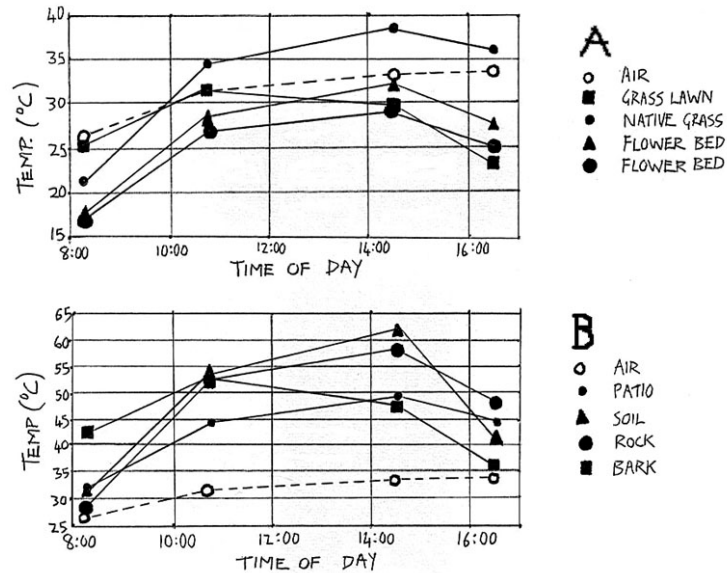 40
35
30
25
20
15
TEMP. (°C)
8:00 10:00 12:00 14:00 16:00
TIME OF DAY
A
AIR
GRASS LAWN
NATIVE GRASS
FLOWER BED
FLOWER BED
65
60
55
50
45
40
35
30
25
TEMP (°C)
8:00 10:00 12:00 14:00 16:00
TIME OF DAY
B
AIR
PATIO
SOIL
ROCK
BARK